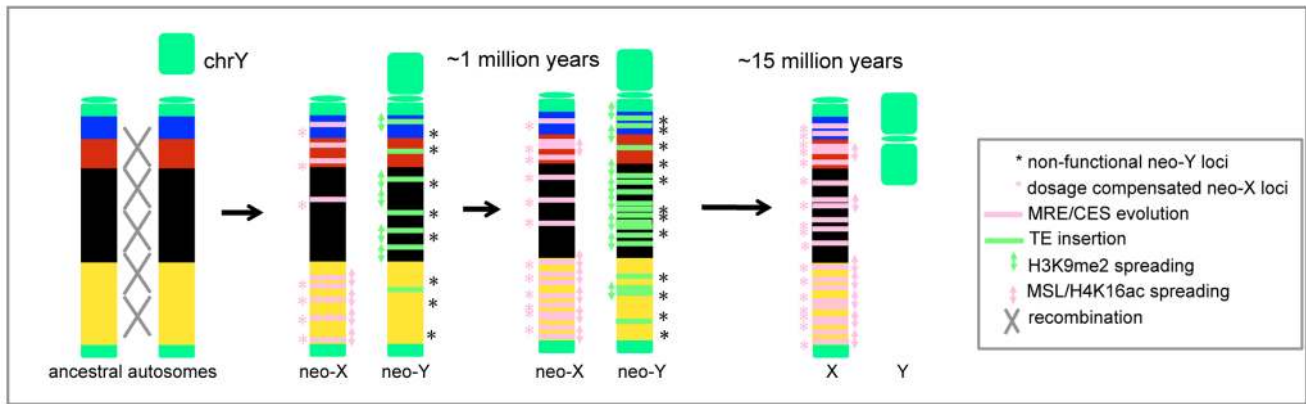 chrY
~1 million years
~15 million years
* non-functional neo-Y loci
* dosage compensated neo-X loci
MRE/CES evolution
TE insertion
H3K9me2 spreading
MSL/H4K16ac spreading
recombination
ancestral autosomes
neo-X
neo-Y
neo-X
neo-Y
X
Y